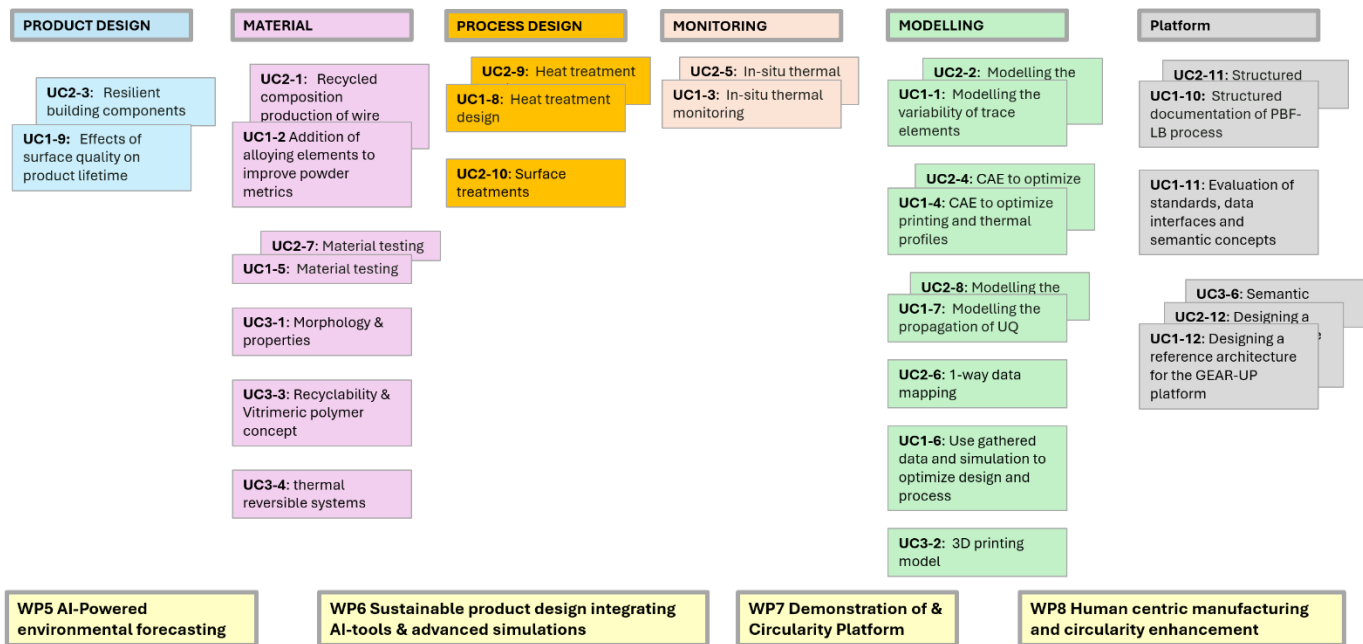 PRODUCT DESIGN
UC2-3: Resilient
building components
UC1-9: Effects of
surface quality on
product lifetime
MATERIAL
UC2-1: Recycled
composition
production of wire
UC1-2 Addition of
alloying elements to
improve powder
metrics
UC2-7: Material testing
UC1-5: Material testing
UC3-1: Morphology &
properties
UC3-3: Recyclability &
Vitrimeric polymer
concept
UC3-4: thermal
reversible systems
PROCESS DESIGN
UC2-9: Heat treatment
UC1-8: Heat treatment
design
UC2-10: Surface
treatments
MONITORING
UC2-5: In-situ thermal
UC1-3: In-situ thermal
monitoring
MODELLING
UC2-2: Modelling the
UC1-1: Modelling the
variability of trace
elements
UC2-4: CAE to optimize
UC1-4: CAE to optimize
printing and thermal
profiles
UC2-8: Modelling the
UC1-7: Modelling the
propagation of UQ
UC2-6: 1-way data
mapping
UC1-6: Use gathered
data and simulation to
optimize design and
process
UC3-2: 3D printing
model
Platform
UC2-11: Structured
UC1-10: Structured
documentation of PBF-
LB process
UC1-11: Evaluation of
standards, data
interfaces and
semantic concepts
UC3-6: Semantic
UC2-12: Designing a
UC1-12: Designing a
reference architecture
for the GEAR-UP
platform
WP5 AI-Powered
environmental forecasting
WP6 Sustainable product design integrating
AI-tools & advanced simulations
WP7 Demonstration of &
Circularity Platform
WP8 Human centric manufacturing
and circularity enhancement